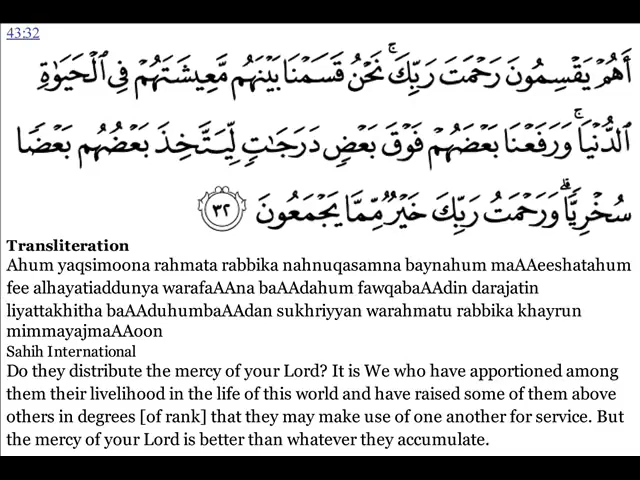 43:32
أَهُمْ يَقْسِمُونَ رَحْمَتَ رَبِّكَ ۚ نَحْنُ قَسَمْنَا بَيْنَهُم مَّعِيشَتَهُمْ فِي الْحَيَوٰةِ
الدُّنْيَا ۚ وَرَفَعْنَا بَعْضَهُمْ فَوْقَ بَعْضٍ دَرَجَاتٍ لِّيَتَّخِذَ بَعْضُهُم بَعْضًا
سُخْرِيًّا ۗ وَرَحْمَتُ رَبِّكَ خَيْرٌ مِّمَّا يَجْمَعُونَ ٣٢
Transliteration
Ahum yaqsimoona rahmata rabbika nahnuqasamna baynahum maAAeeshatahum
fee alhayatiaddunya warafaAAna baAAdahum fawqabaAAdin darajatin
liyattakhitha baAAduhumbaAAdan sukhriyyan warahmatu rabbika khayrun
mimmayajmaAAoon
Sahih International
Do they distribute the mercy of your Lord? It is We who have apportioned among
them their livelihood in the life of this world and have raised some of them above
others in degrees [of rank] that they may make use of one another for service. But
the mercy of your Lord is better than whatever they accumulate.